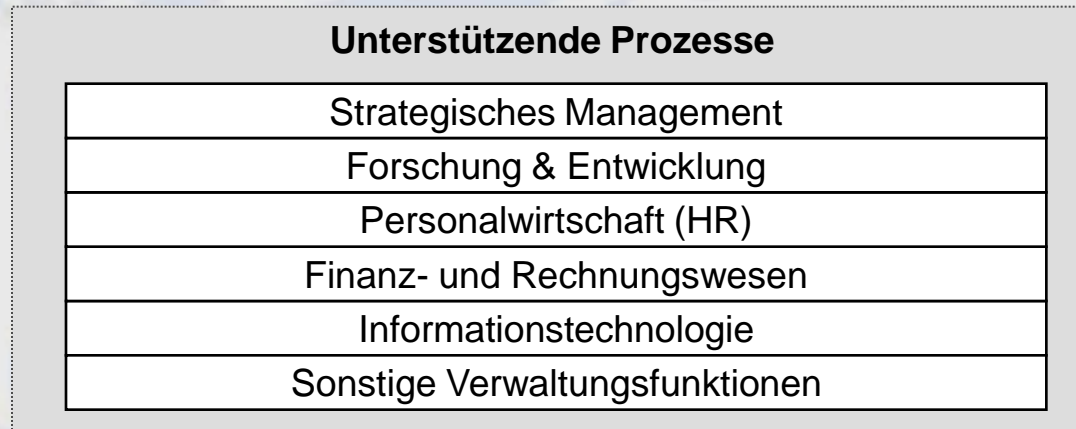 Unterstützende Prozesse
Strategisches Management
Forschung & Entwicklung
Personalwirtschaft (HR)
Finanz- und Rechnungswesen
Informationstechnologie
Sonstige Verwaltungsfunktionen